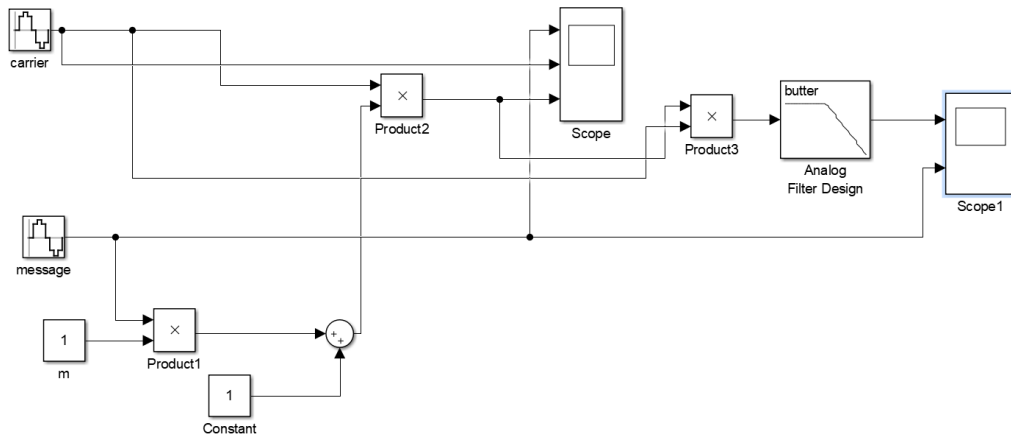 carrier
×
Product2
Scope
×
Product3
butter
Analog
Filter Design
Scope1
message
1
m
×
Product1
+
+
1
Constant